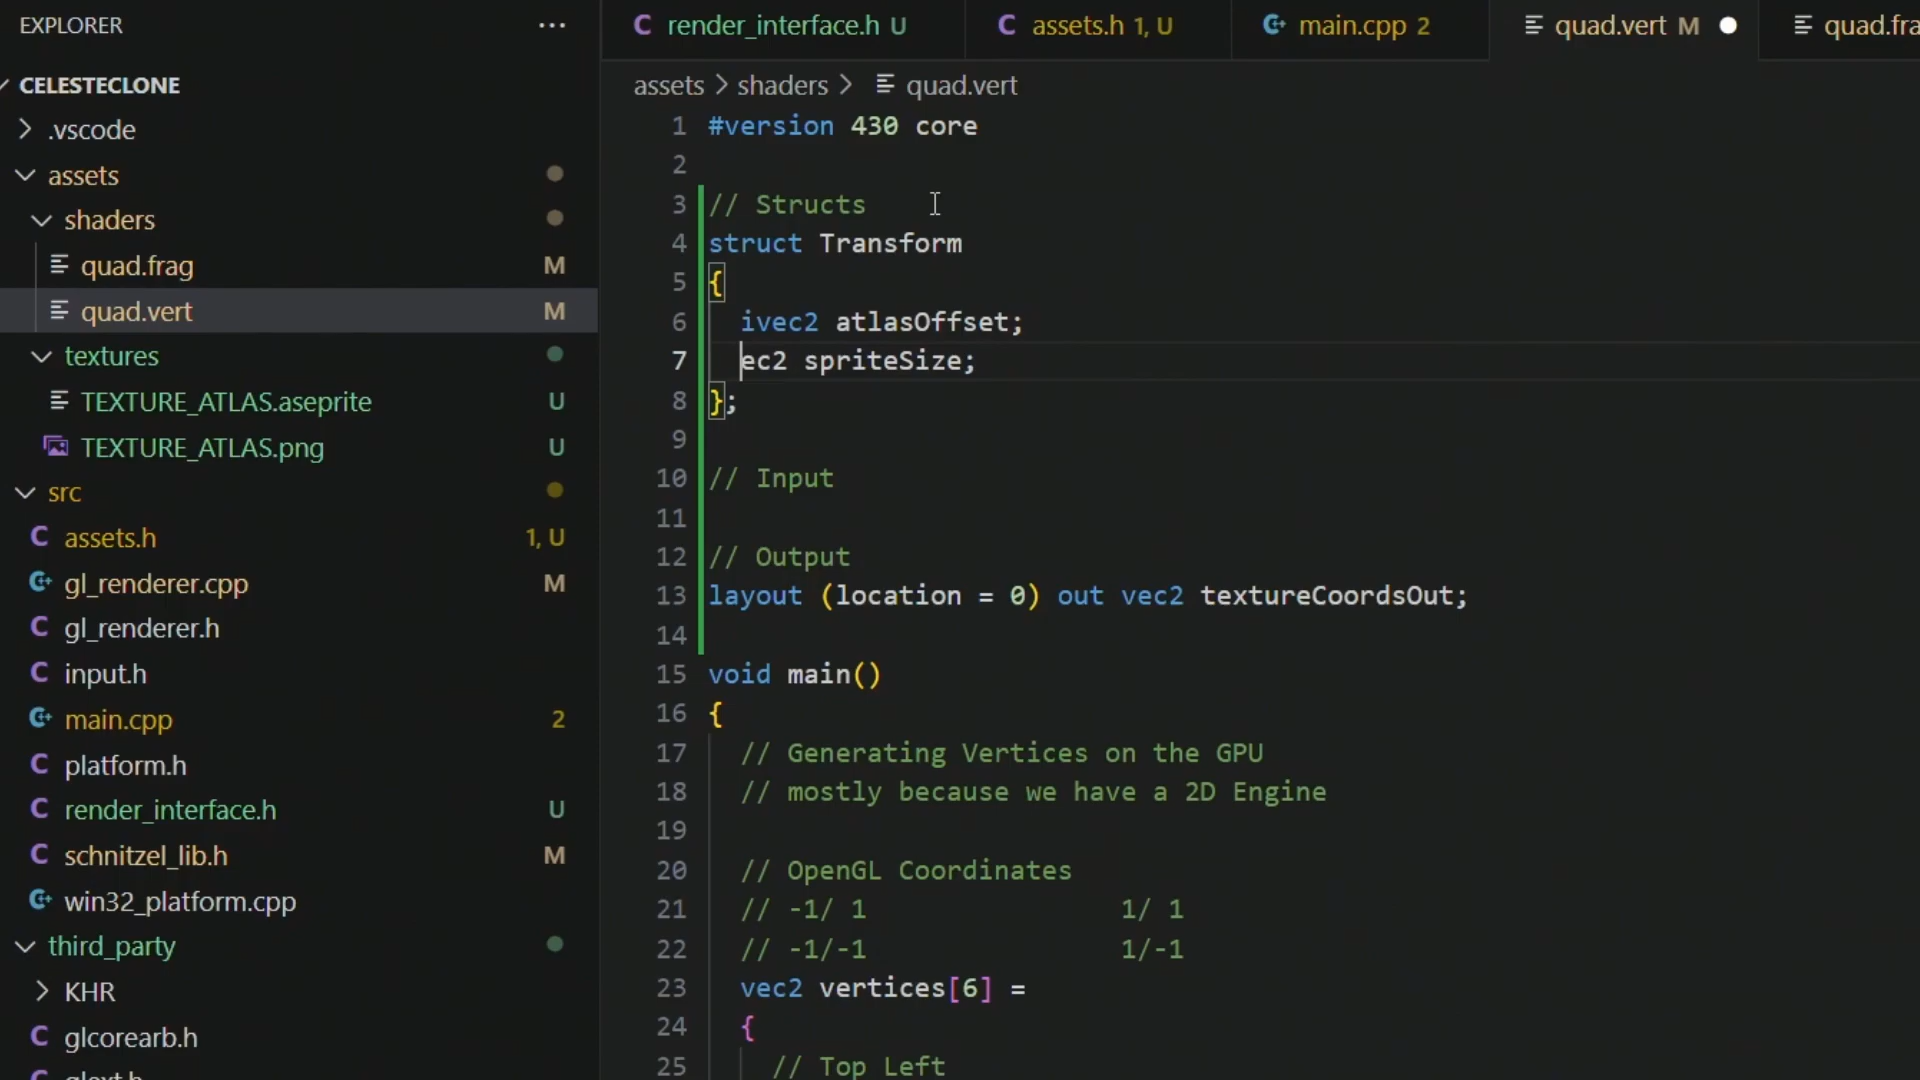 EXPLORER
CELESTECLONE
.vscode
assets
shaders
quad.frag M
quad.vert M
textures
TEXTURE_ATLAS.aseprite U
TEXTURE_ATLAS.png U
src
assets.h 1, U
gl_renderer.cpp M
gl_renderer.h
input.h
main.cpp 2
platform.h
render_interface.h U
schnitzel_lib.h M
win32_platform.cpp
third_party
KHR
glcorearb.h
render_interface.h U assets.h 1, U main.cpp 2 quad.vert M quad.fra
assets > shaders > quad.vert
1 #version 430 core
2
3 // Structs
4 struct Transform
5 {
6 ivec2 atlasOffset;
7 ec2 spriteSize;
8 };
9
10 // Input
11
12 // Output
13 layout (location = 0) out vec2 textureCoordsOut;
14
15 void main()
16 {
17 // Generating Vertices on the GPU
18 // mostly because we have a 2D Engine
19
20 // OpenGL Coordinates
21 // -1/ 1 1/ 1
22 // -1/-1 1/-1
23 vec2 vertices[6] =
24 {
25 // Top Left